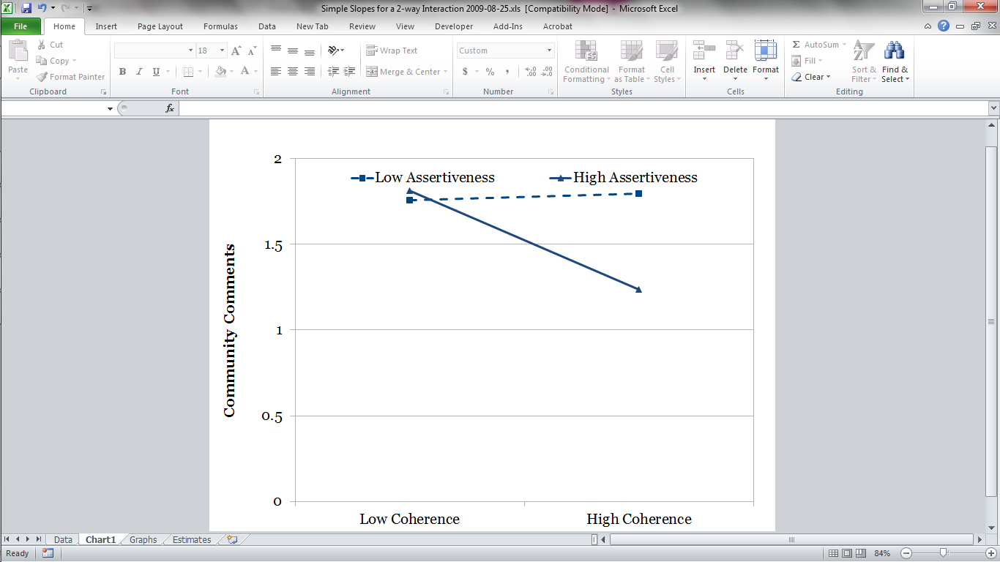 Simple Slopes for a 2-way Interaction 2009-08-25.xls [Compatibility Mode] - Microsoft Excel
File Home Insert Page Layout Formulas Data New Tab Review View Developer Add-Ins Acrobat
Paste
Cut
Copy
Format Painter
Clipboard
18
A A
B I U A
Font
Wrap Text
Merge & Center
Alignment
Custom
$ % , .00 .0
Number
Conditional Formatting
Format as Table
Cell Styles
Styles
Insert Delete Format
Cells
Σ AutoSum
Fill
Clear
Sort & Filter
Find & Select
Editing
fx
2
1.5
1
0.5
0
Low Assertiveness High Assertiveness
Community Comments
Low Coherence High Coherence
Data Chart1 Graphs Estimates
Ready 84%